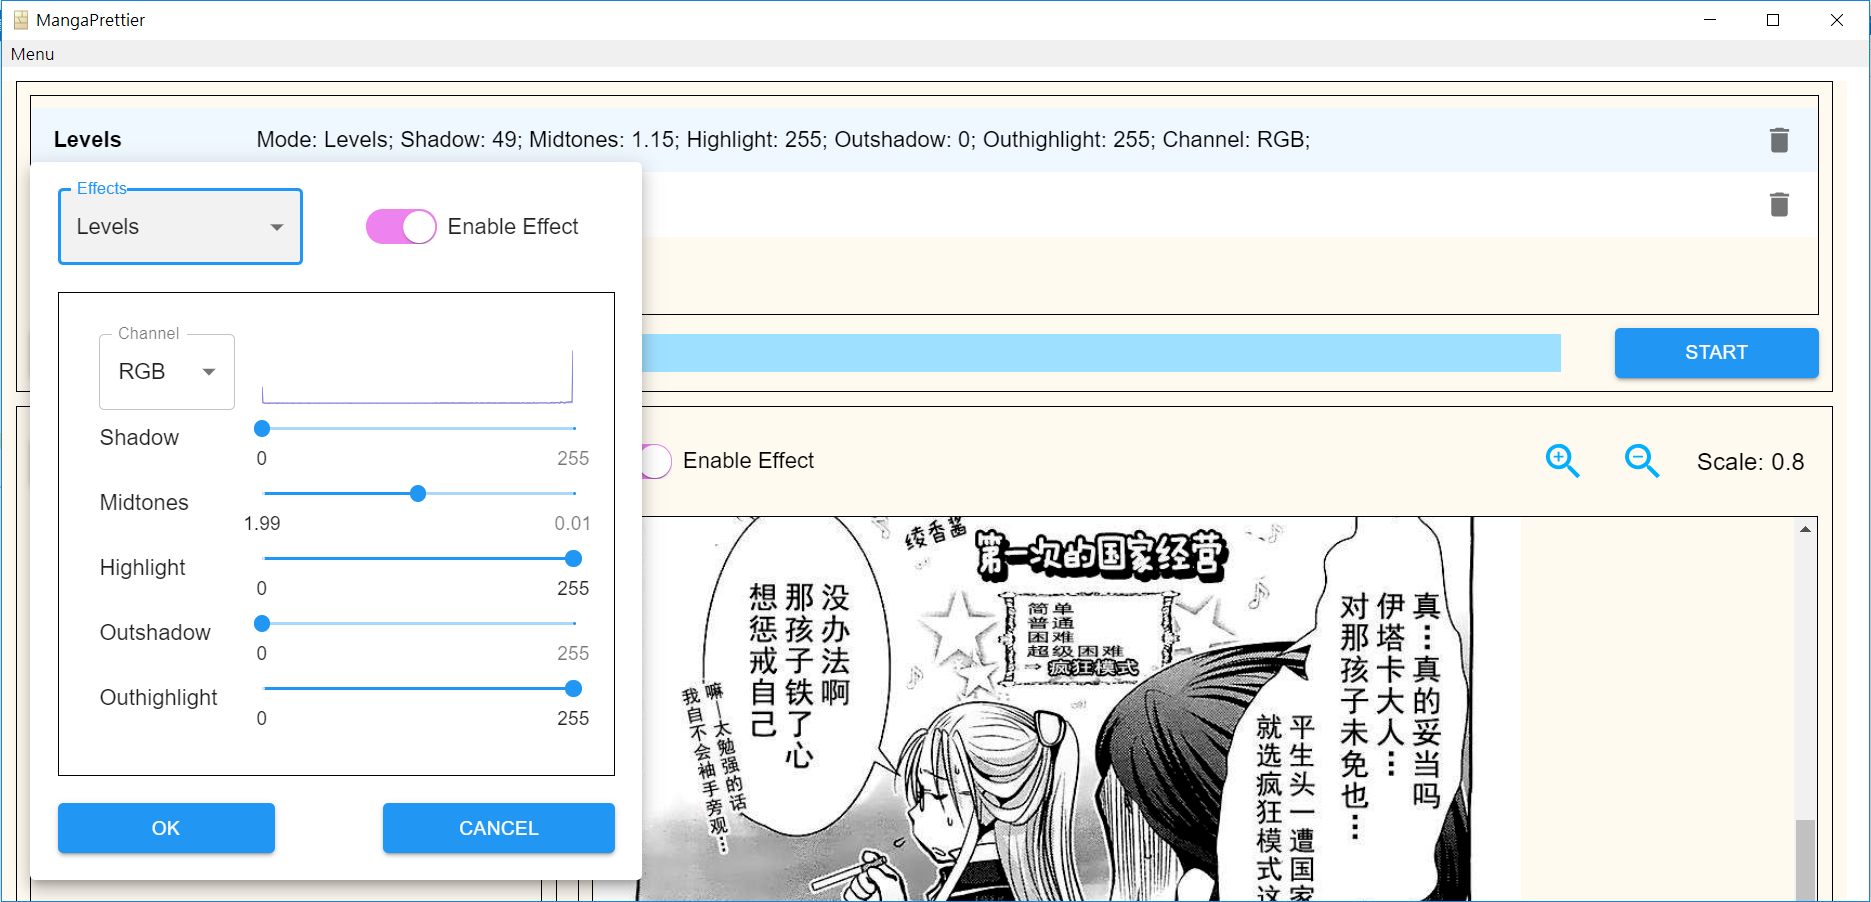 MangaPrettier
Menu
Levels
Mode: Levels; Shadow: 49; Midtones: 1.15; Highlight: 255; Outshadow: 0; Outhighlight: 255; Channel: RGB;
Effects
Levels
Enable Effect
Channel
RGB
Shadow
0
255
Midtones
1.99
0.01
Highlight
0
255
Outshadow
0
255
Outhighlight
0
255
OK
CANCEL
START
Enable Effect
Scale: 0.8
真…真的妥当吗
伊塔卡大人…
对那孩子未免也…
平生头一遭国家
就选疯狂模式这
绫香酱
第一次的国家经营
简单
普通
困难
超级困难
⇒疯狂模式
没办法啊
那孩子铁了心
想惩戒自己
嘛—太勉强的话
我自不会袖手旁观…